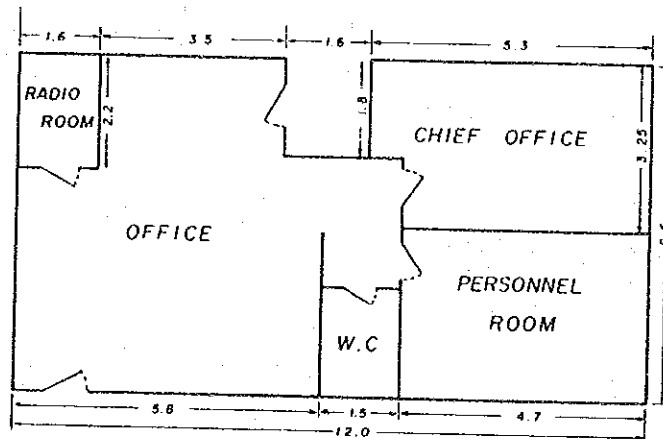 1.6 3.5 1.6 5.3
RADIO
ROOM
2.2
1.8
CHIEF OFFICE
3.25
OFFICE
PERSONNEL
ROOM
W.C
5.8 1.5 4.7
12.0